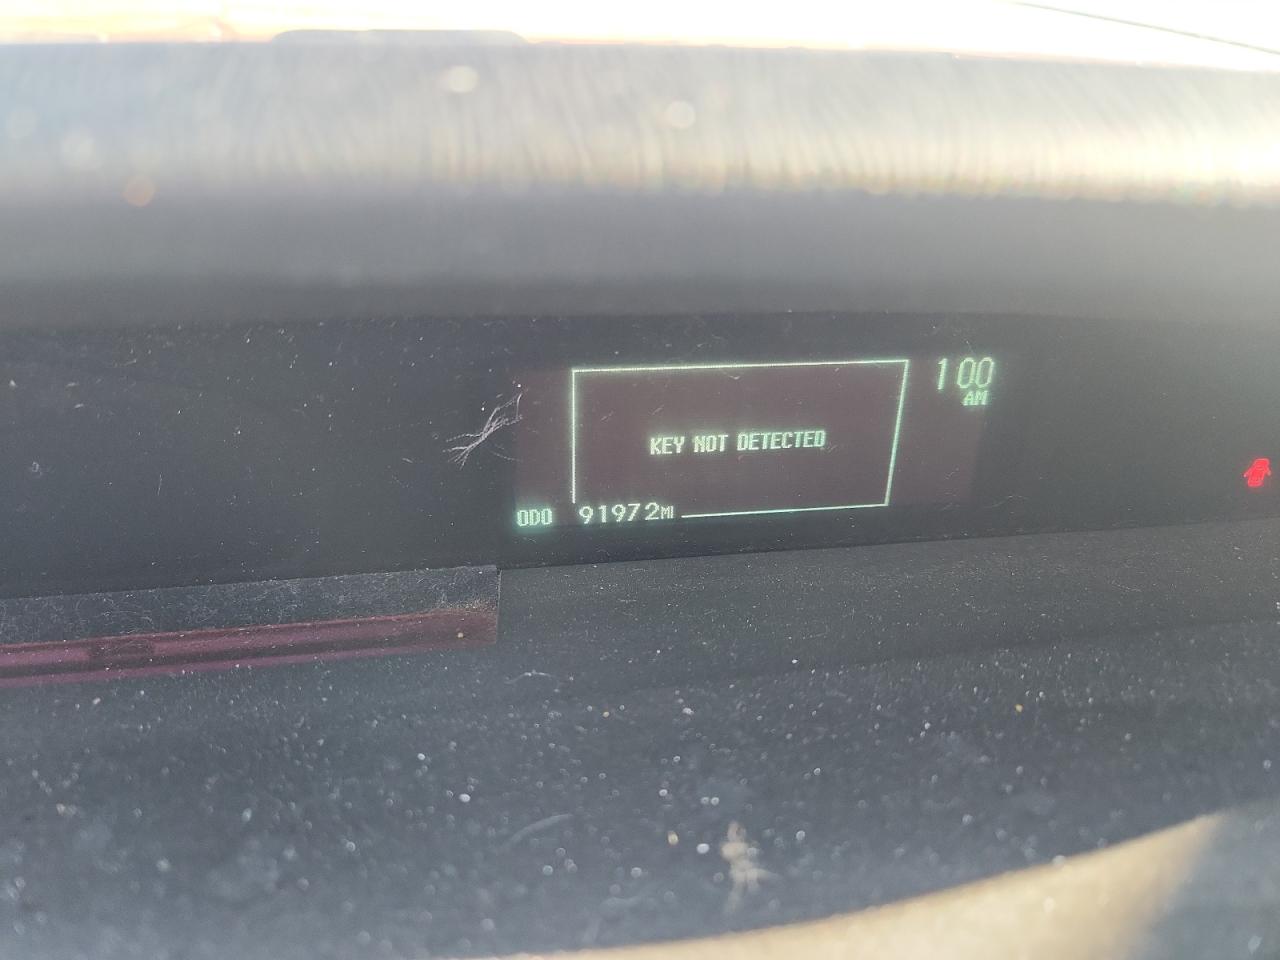 1 00
AM
KEY NOT DETECTED
ODO 91972MI